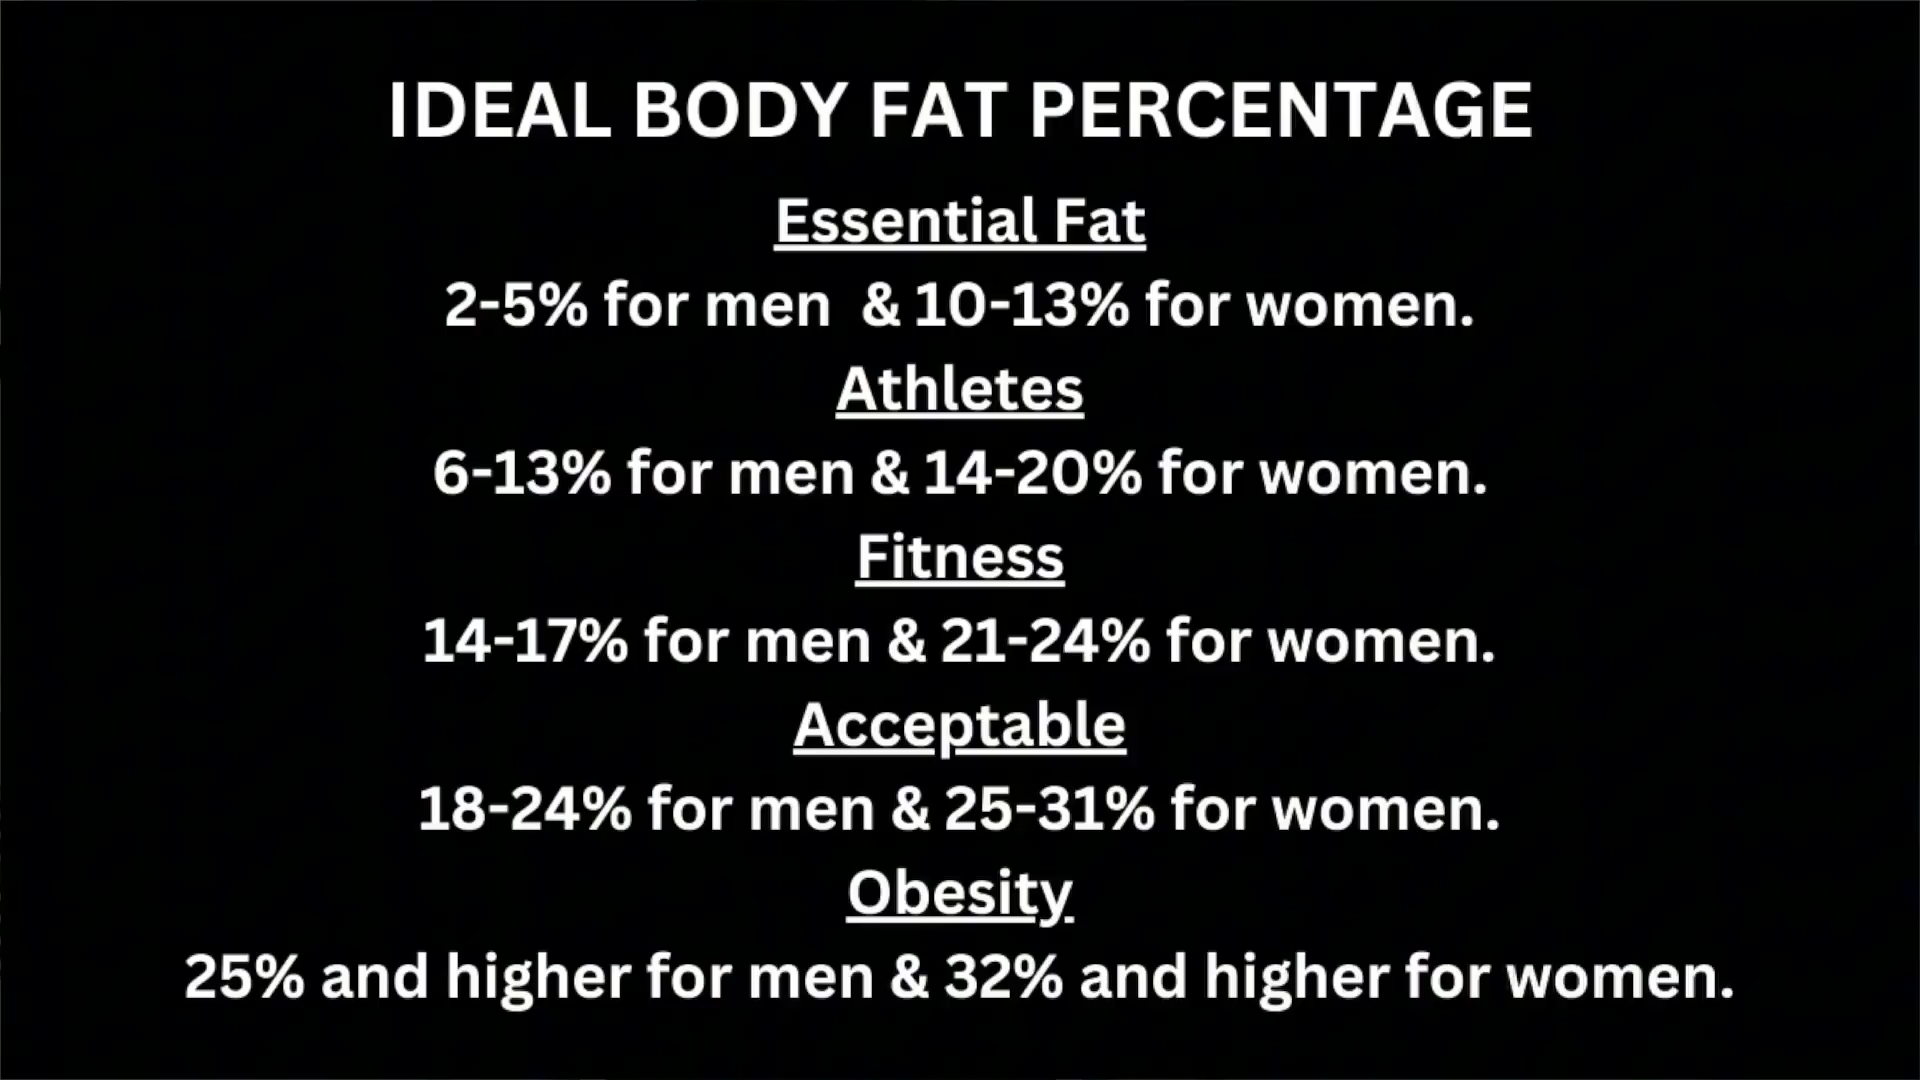 IDEAL BODY FAT PERCENTAGE
Essential Fat
2-5% for men  & 10-13% for women.
Athletes
6-13% for men & 14-20% for women.
Fitness
14-17% for men & 21-24% for women.
Acceptable
18-24% for men & 25-31% for women.
Obesity
25% and higher for men & 32% and higher for women.